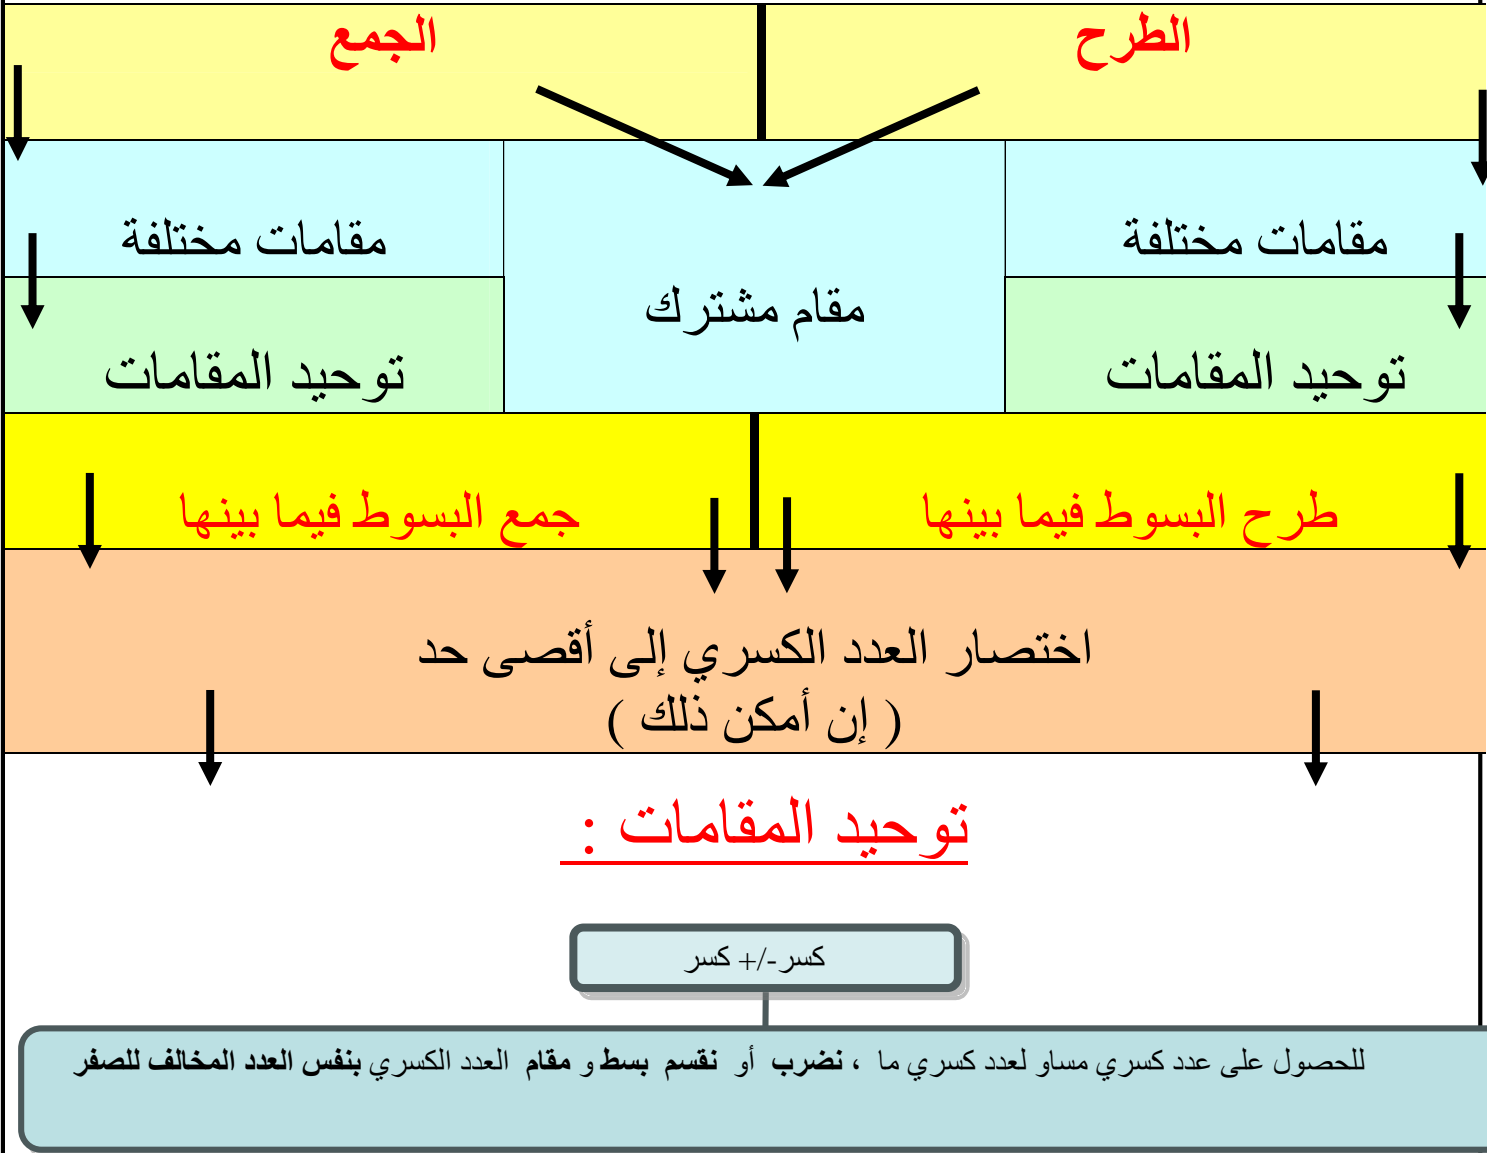 الطرح
الجمع
مقامات مختلفة
مقام مشترك
مقامات مختلفة
توحيد المقامات
توحيد المقامات
طرح البسوط فيما بينها
جمع البسوط فيما بينها
اختصار العدد الكسري إلى أقصى حد
( إن أمكن ذلك )
توحيد المقامات :
كسر-/+ كسر
للحصول على عدد كسري مساو لعدد كسري ما ، نضرب أو نقسم بسط و مقام العدد الكسري بنفس العدد المخالف للصفر